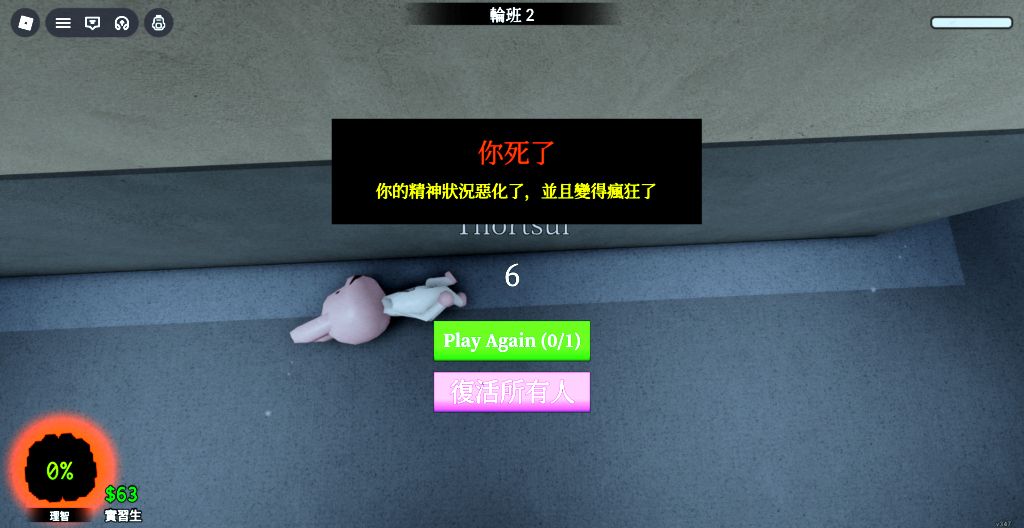 輪班 2
你死了
你的精神狀況惡化了，並且變得瘋狂了
6
Play Again (0/1)
復活所有人
0%
$63
理智
實習生
v347